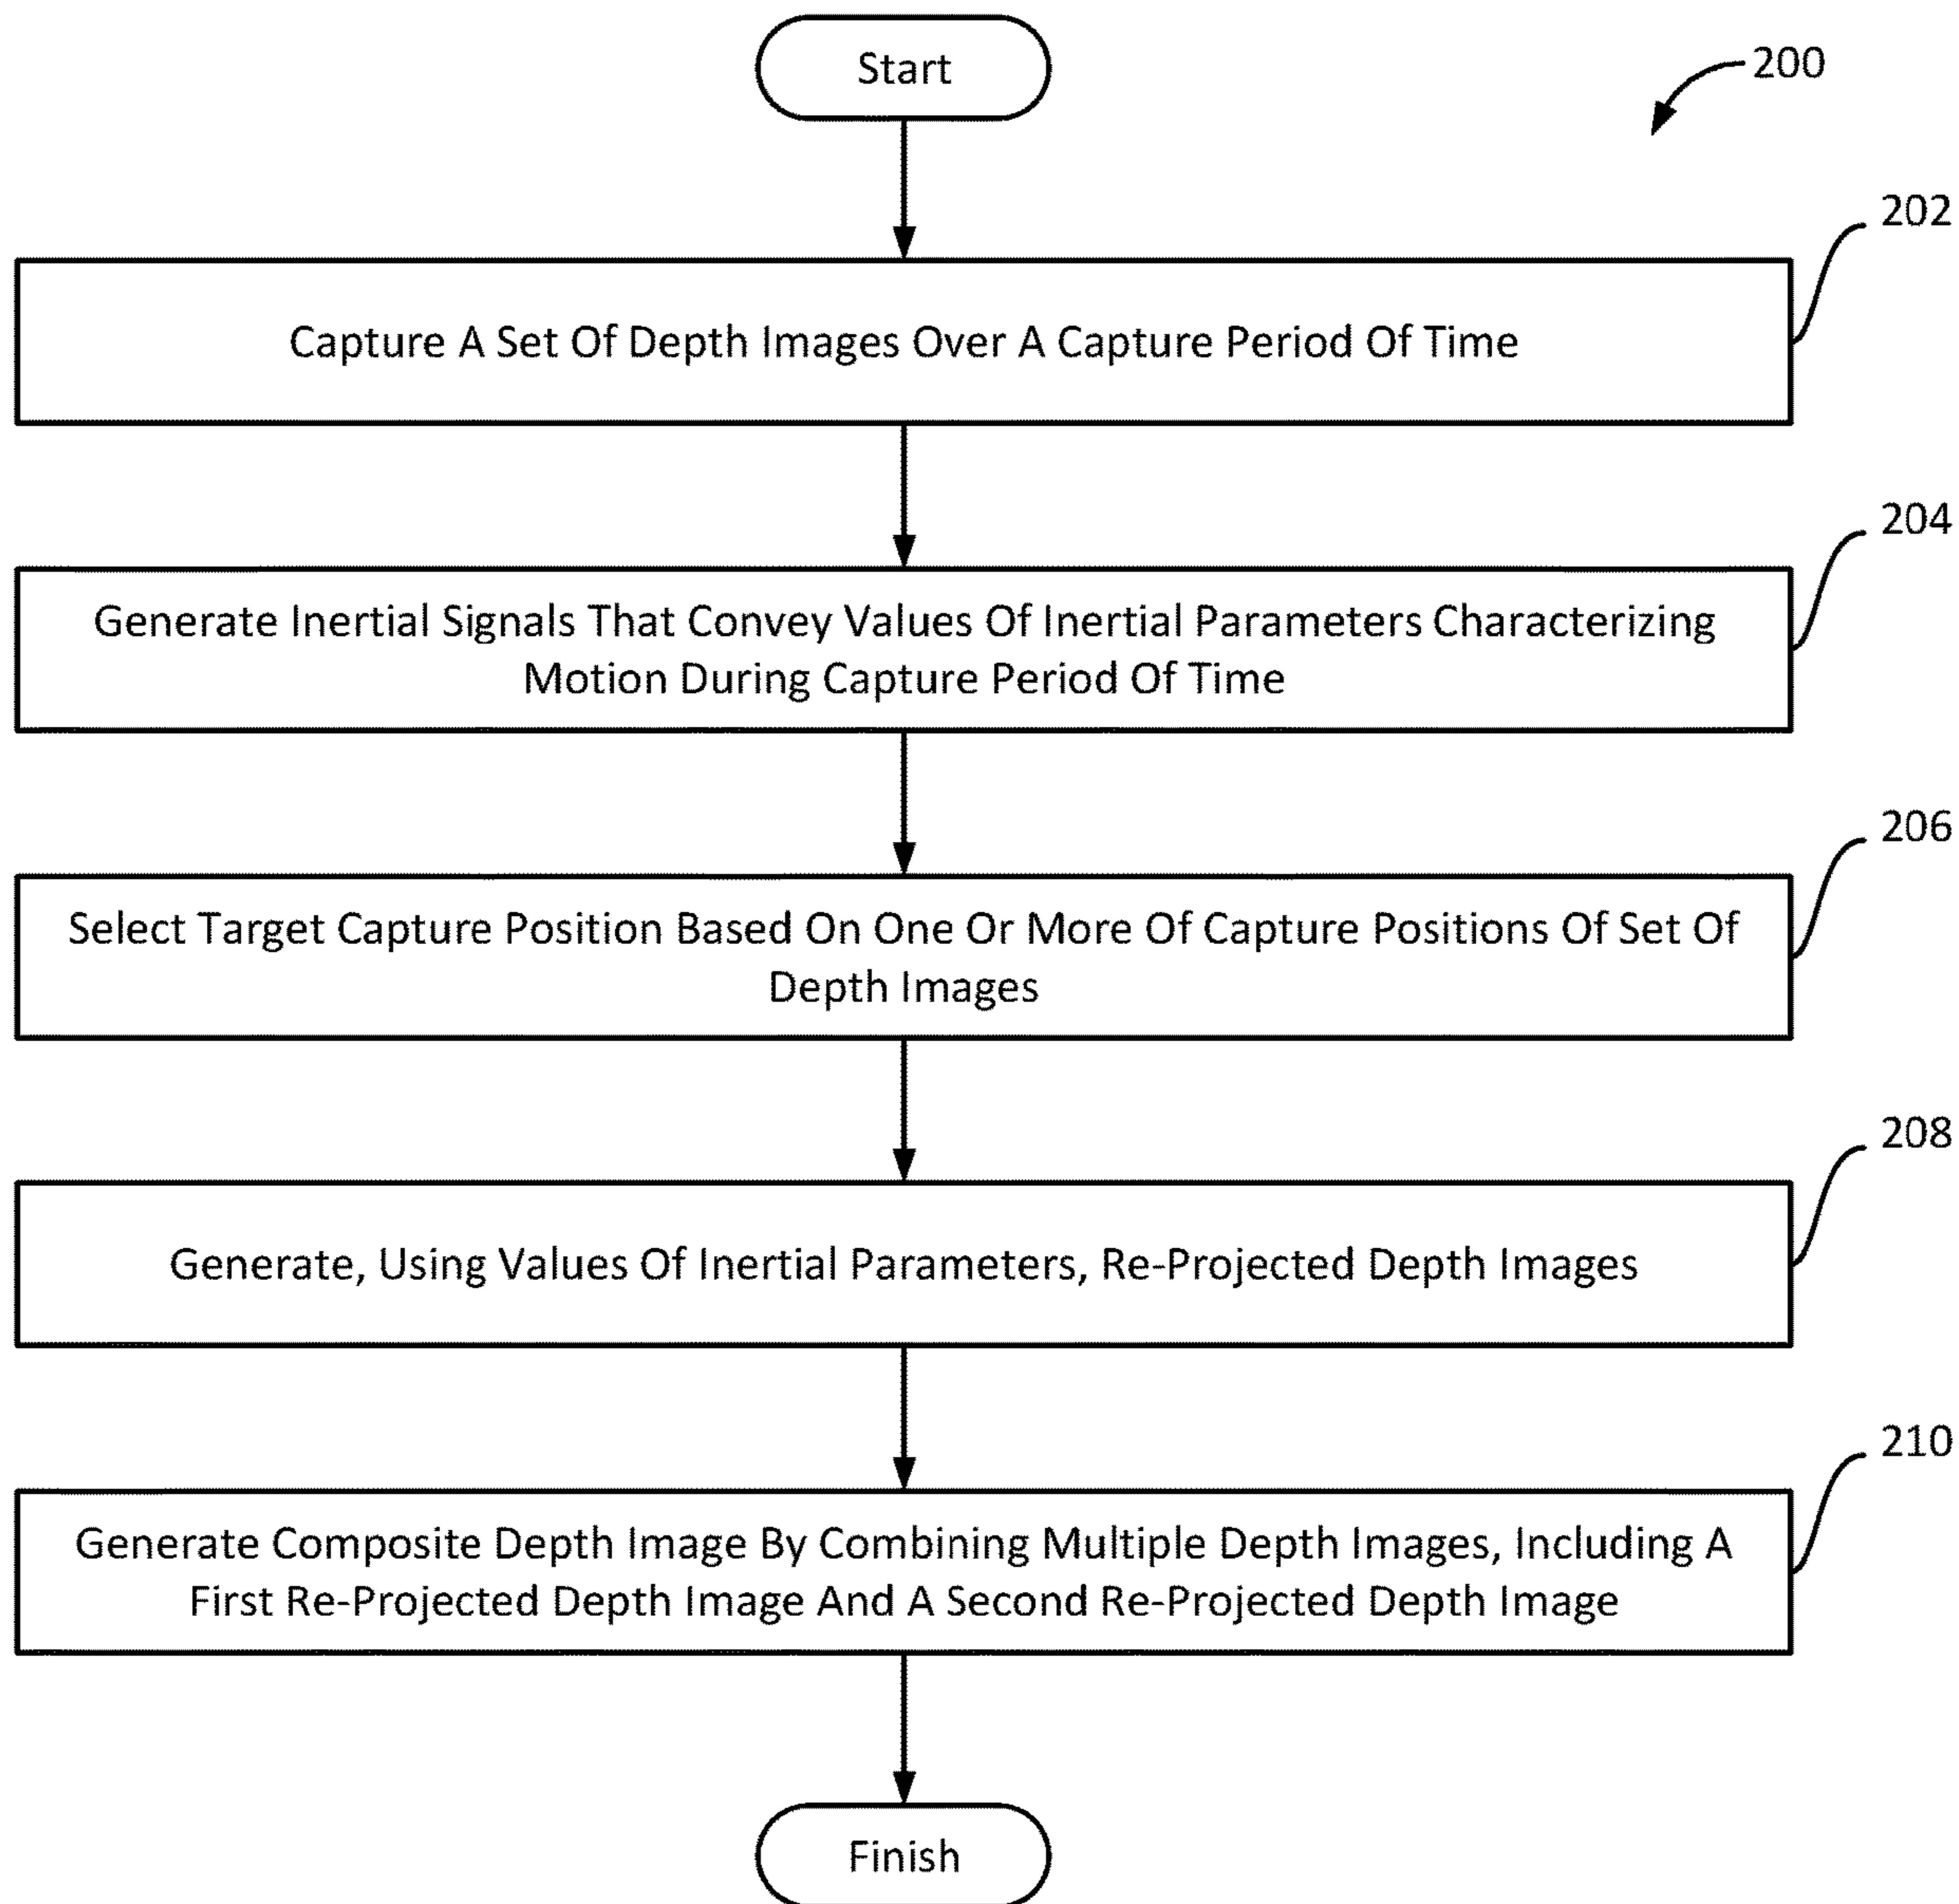 Start
200
202
Capture A Set Of Depth Images Over A Capture Period Of Time
204
Generate Inertial Signals That Convey Values Of Inertial Parameters Characterizing
Motion During Capture Period Of Time
206
Select Target Capture Position Based On One Or More Of Capture Positions Of Set Of
Depth Images
208
Generate, Using Values Of Inertial Parameters, Re-Projected Depth Images
210
Generate Composite Depth Image By Combining Multiple Depth Images, Including A
First Re-Projected Depth Image And A Second Re-Projected Depth Image
Finish